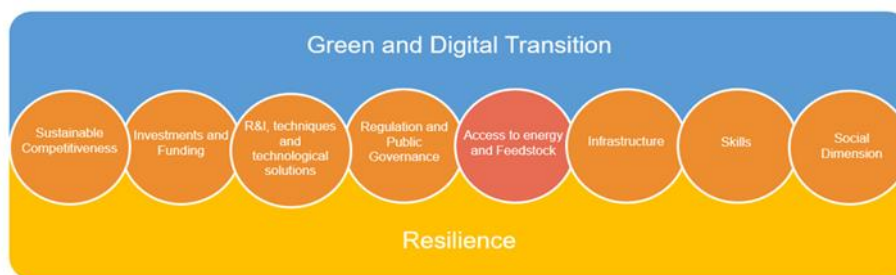 Green and Digital Transition
Sustainable
Competitiveness
Investments and
Funding
R&I, techniques
and
technological
solutions
Regulation and
Public
Governance
Access to energy
and Feedstock
Infrastructure
Skills
Social
Dimension
Resilience